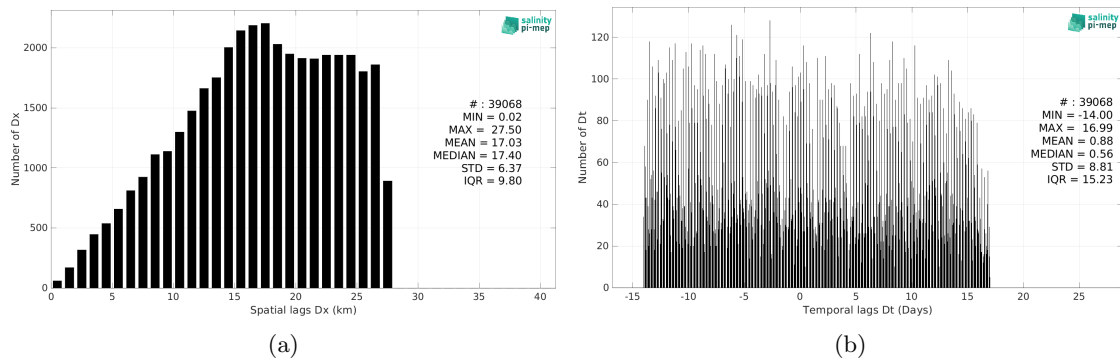 salinity
pi-mep
2000
1500
1000
500
0
Number of Dx
# : 39068
MIN = 0.02
MAX = 27.50
MEAN = 17.03
MEDIAN = 17.40
STD = 6.37
IQR = 9.80
0 5 10 15 20 25 30 35 40
Spatial lags Dx (km)
(a)
salinity
pi-mep
120
100
80
60
40
20
0
Number of Dt
# : 39068
MIN = -14.00
MAX = 16.99
MEAN = 0.88
MEDIAN = 0.56
STD = 8.81
IQR = 15.23
-15 -10 -5 0 5 10 15 20 25
Temporal lags Dt (Days)
(b)